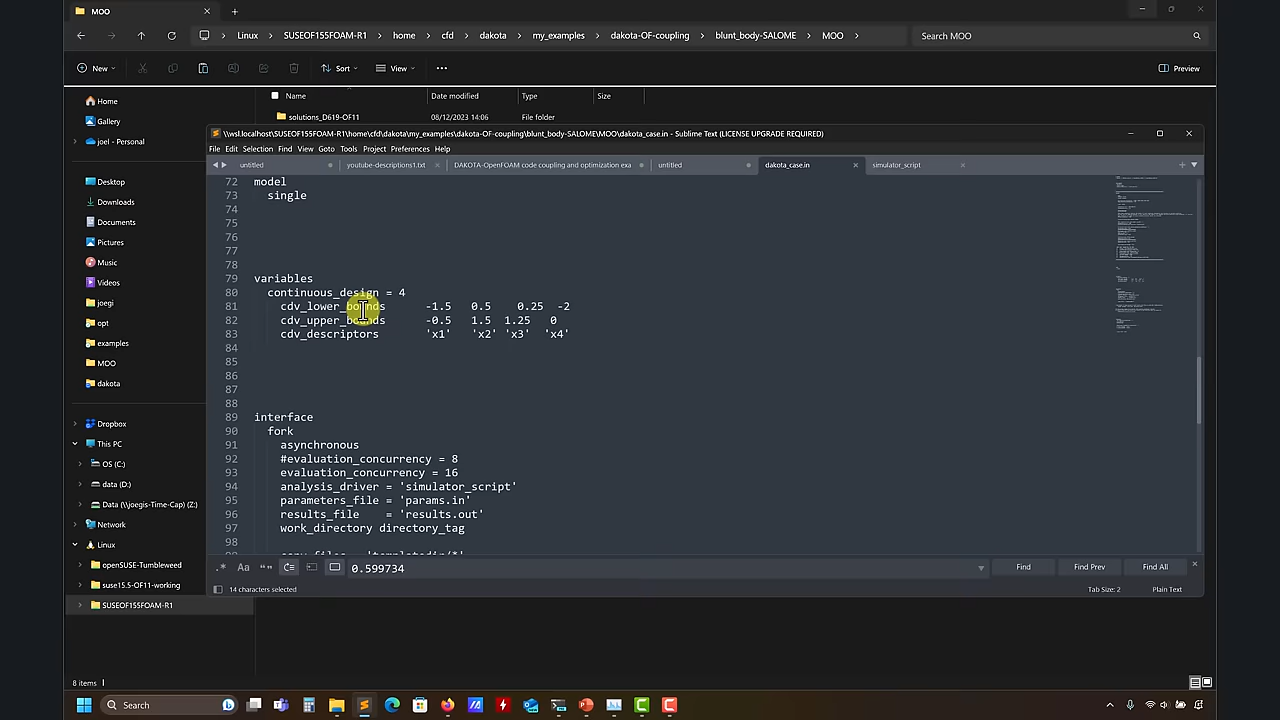 MOO
Linux
SUSEOF155FOAM-R1
home
cfd
dakota
my_examples
dakota-OF-coupling
blunt_body-SALOME
MOO
Search MOO
New
Sort
View
Preview
Home
Gallery
joel - Personal
Desktop
Downloads
Documents
Pictures
Music
Videos
joegi
opt
examples
MOO
dakota
Dropbox
This PC
OS (C:)
data (D:)
Data (\\joegis-Time-Cap) (Z:)
Network
Linux
openSUSE-Tumbleweed
suse15.5-OF11-working
SUSEOF155FOAM-R1
Name Date modified Type Size
solutions_D619-OF11 08/12/2023 14:06 File folder
\\wsl.localhost\SUSEOF155FOAM-R1\home\cfd\dakota\my_examples\dakota-OF-coupling\blunt_body-SALOME\MOO\dakota_case.in - Sublime Text (LICENSE UPGRADE REQUIRED)
File Edit Selection Find View Goto Tools Project Preferences Help
untitled youtube-descriptions1.txt DAKOTA-OpenFOAM code coupling and optimization exa untitled dakota_case.in simulator_script
72 model
73 single
74
75
76
77
78
79 variables
80 continuous_design = 4
81 cdv_lower_bounds -1.5 0.5 0.25 -2
82 cdv_upper_bounds -0.5 1.5 1.25 0
83 cdv_descriptors 'x1' 'x2' 'x3' 'x4'
84
85
86
87
88
89 interface
90 fork
91 asynchronous
92 #evaluation_concurrency = 8
93 evaluation_concurrency = 16
94 analysis_driver = 'simulator_script'
95 parameters_file = 'params.in'
96 results_file = 'results.out'
97 work_directory directory_tag
98
.* Aa “” 0.599734 Find Find Prev Find All
14 characters selected Tab Size: 2 Plain Text
8 items
Search